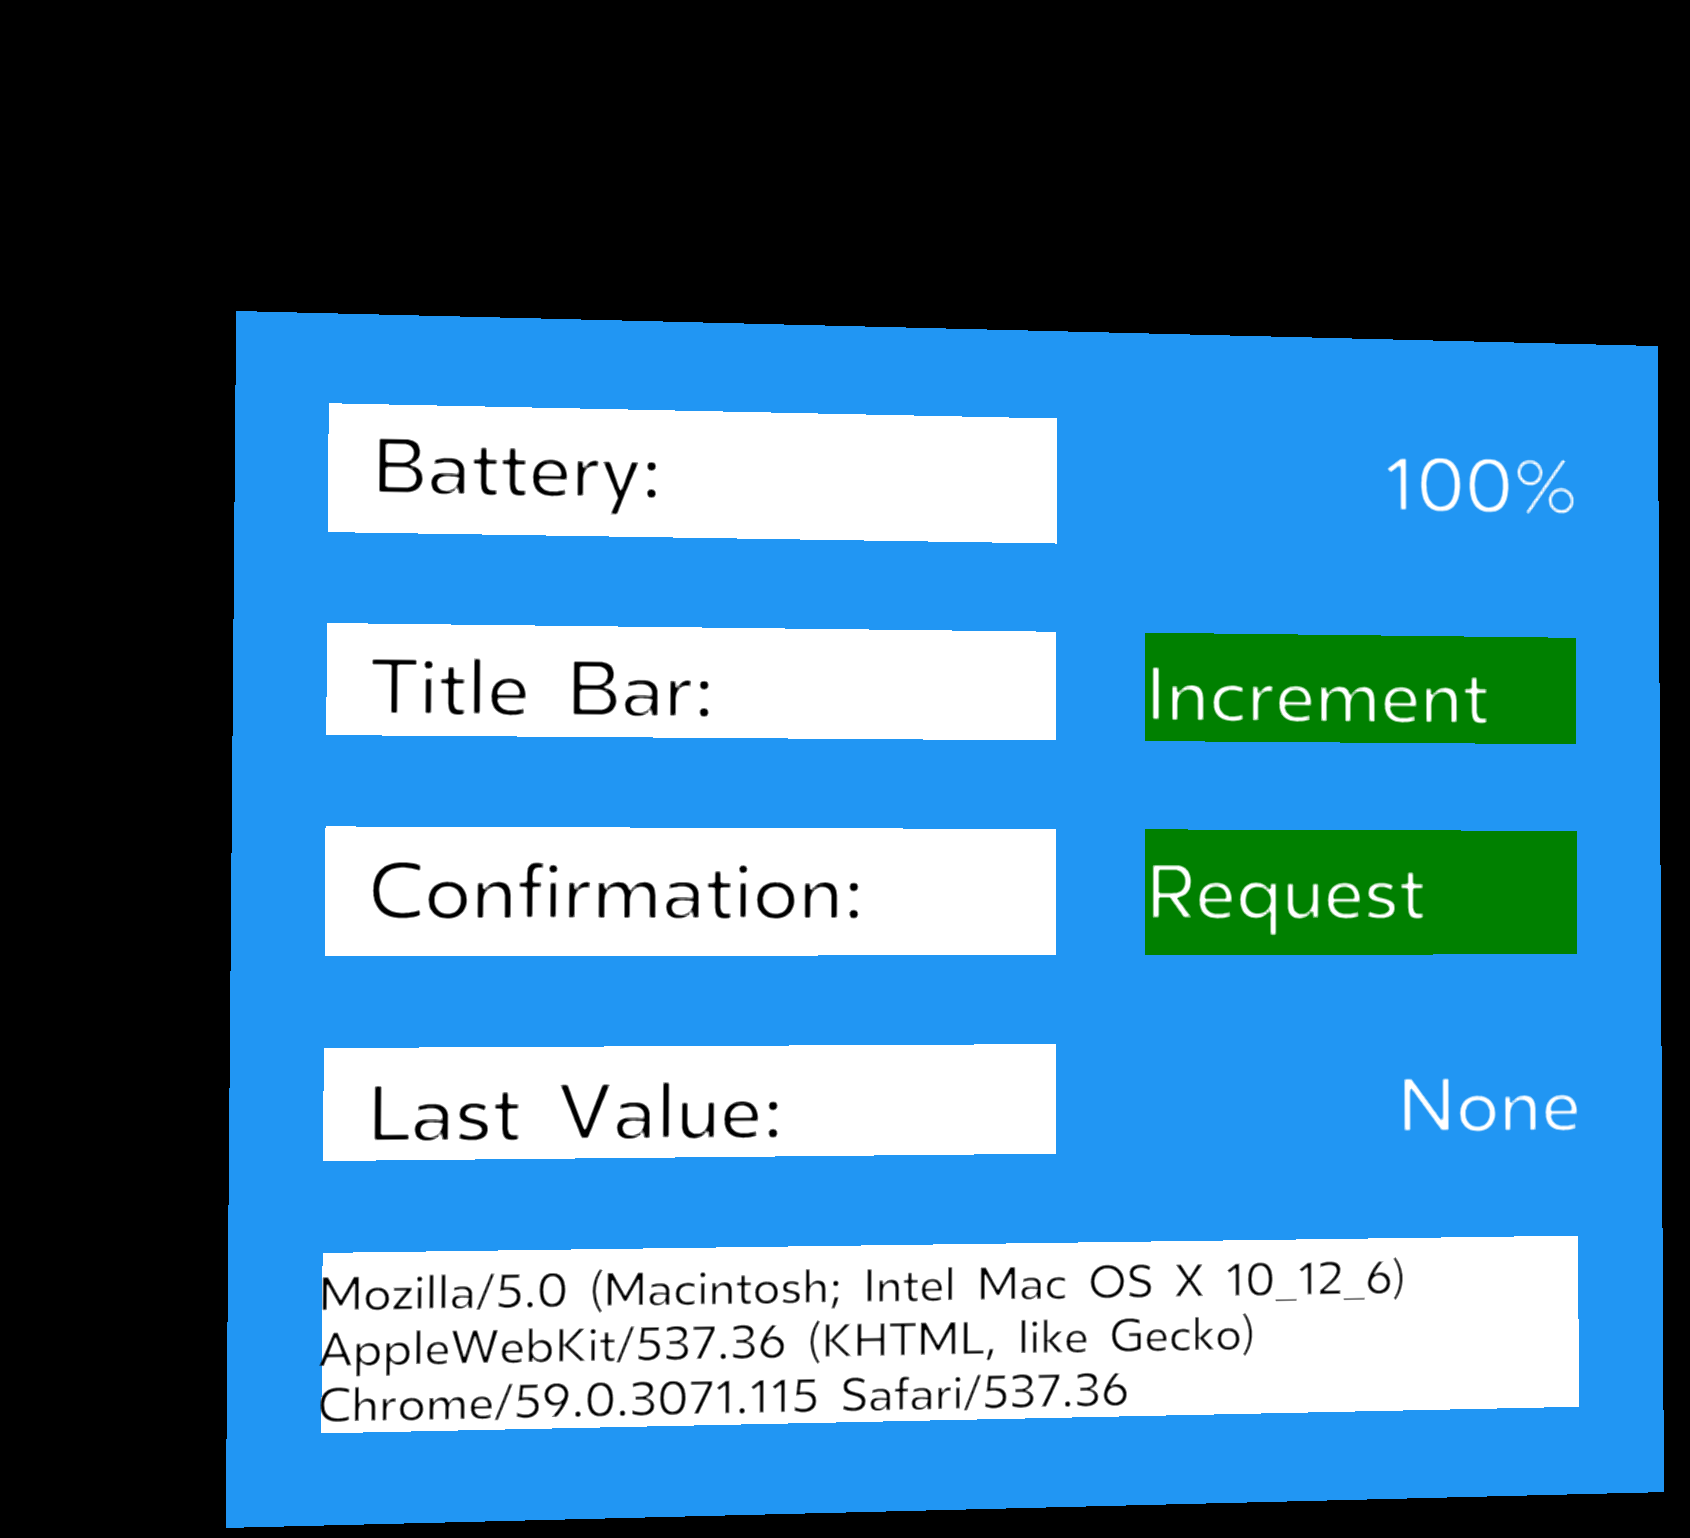 Battery: 100%
Title Bar: Increment
Confirmation: Request
Last Value: None
Mozilla/5.0 (Macintosh; Intel Mac OS X 10_12_6)
AppleWebKit/537.36 (KHTML, like Gecko)
Chrome/59.0.3071.115 Safari/537.36